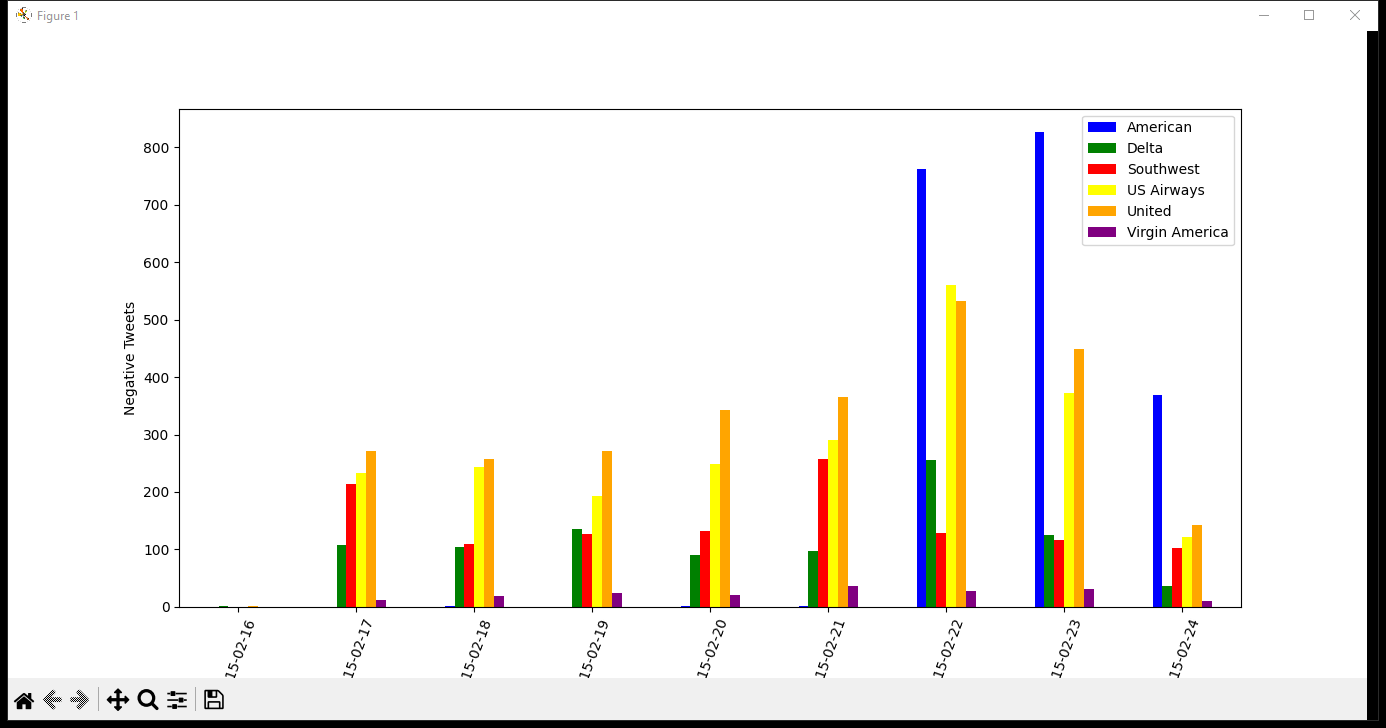 Figure 1
American
Delta
Southwest
US Airways
United
Virgin America
800
700
600
500
400
300
200
100
0
Negative Tweets
15-02-16
15-02-17
15-02-18
15-02-19
15-02-20
15-02-21
15-02-22
15-02-23
15-02-24